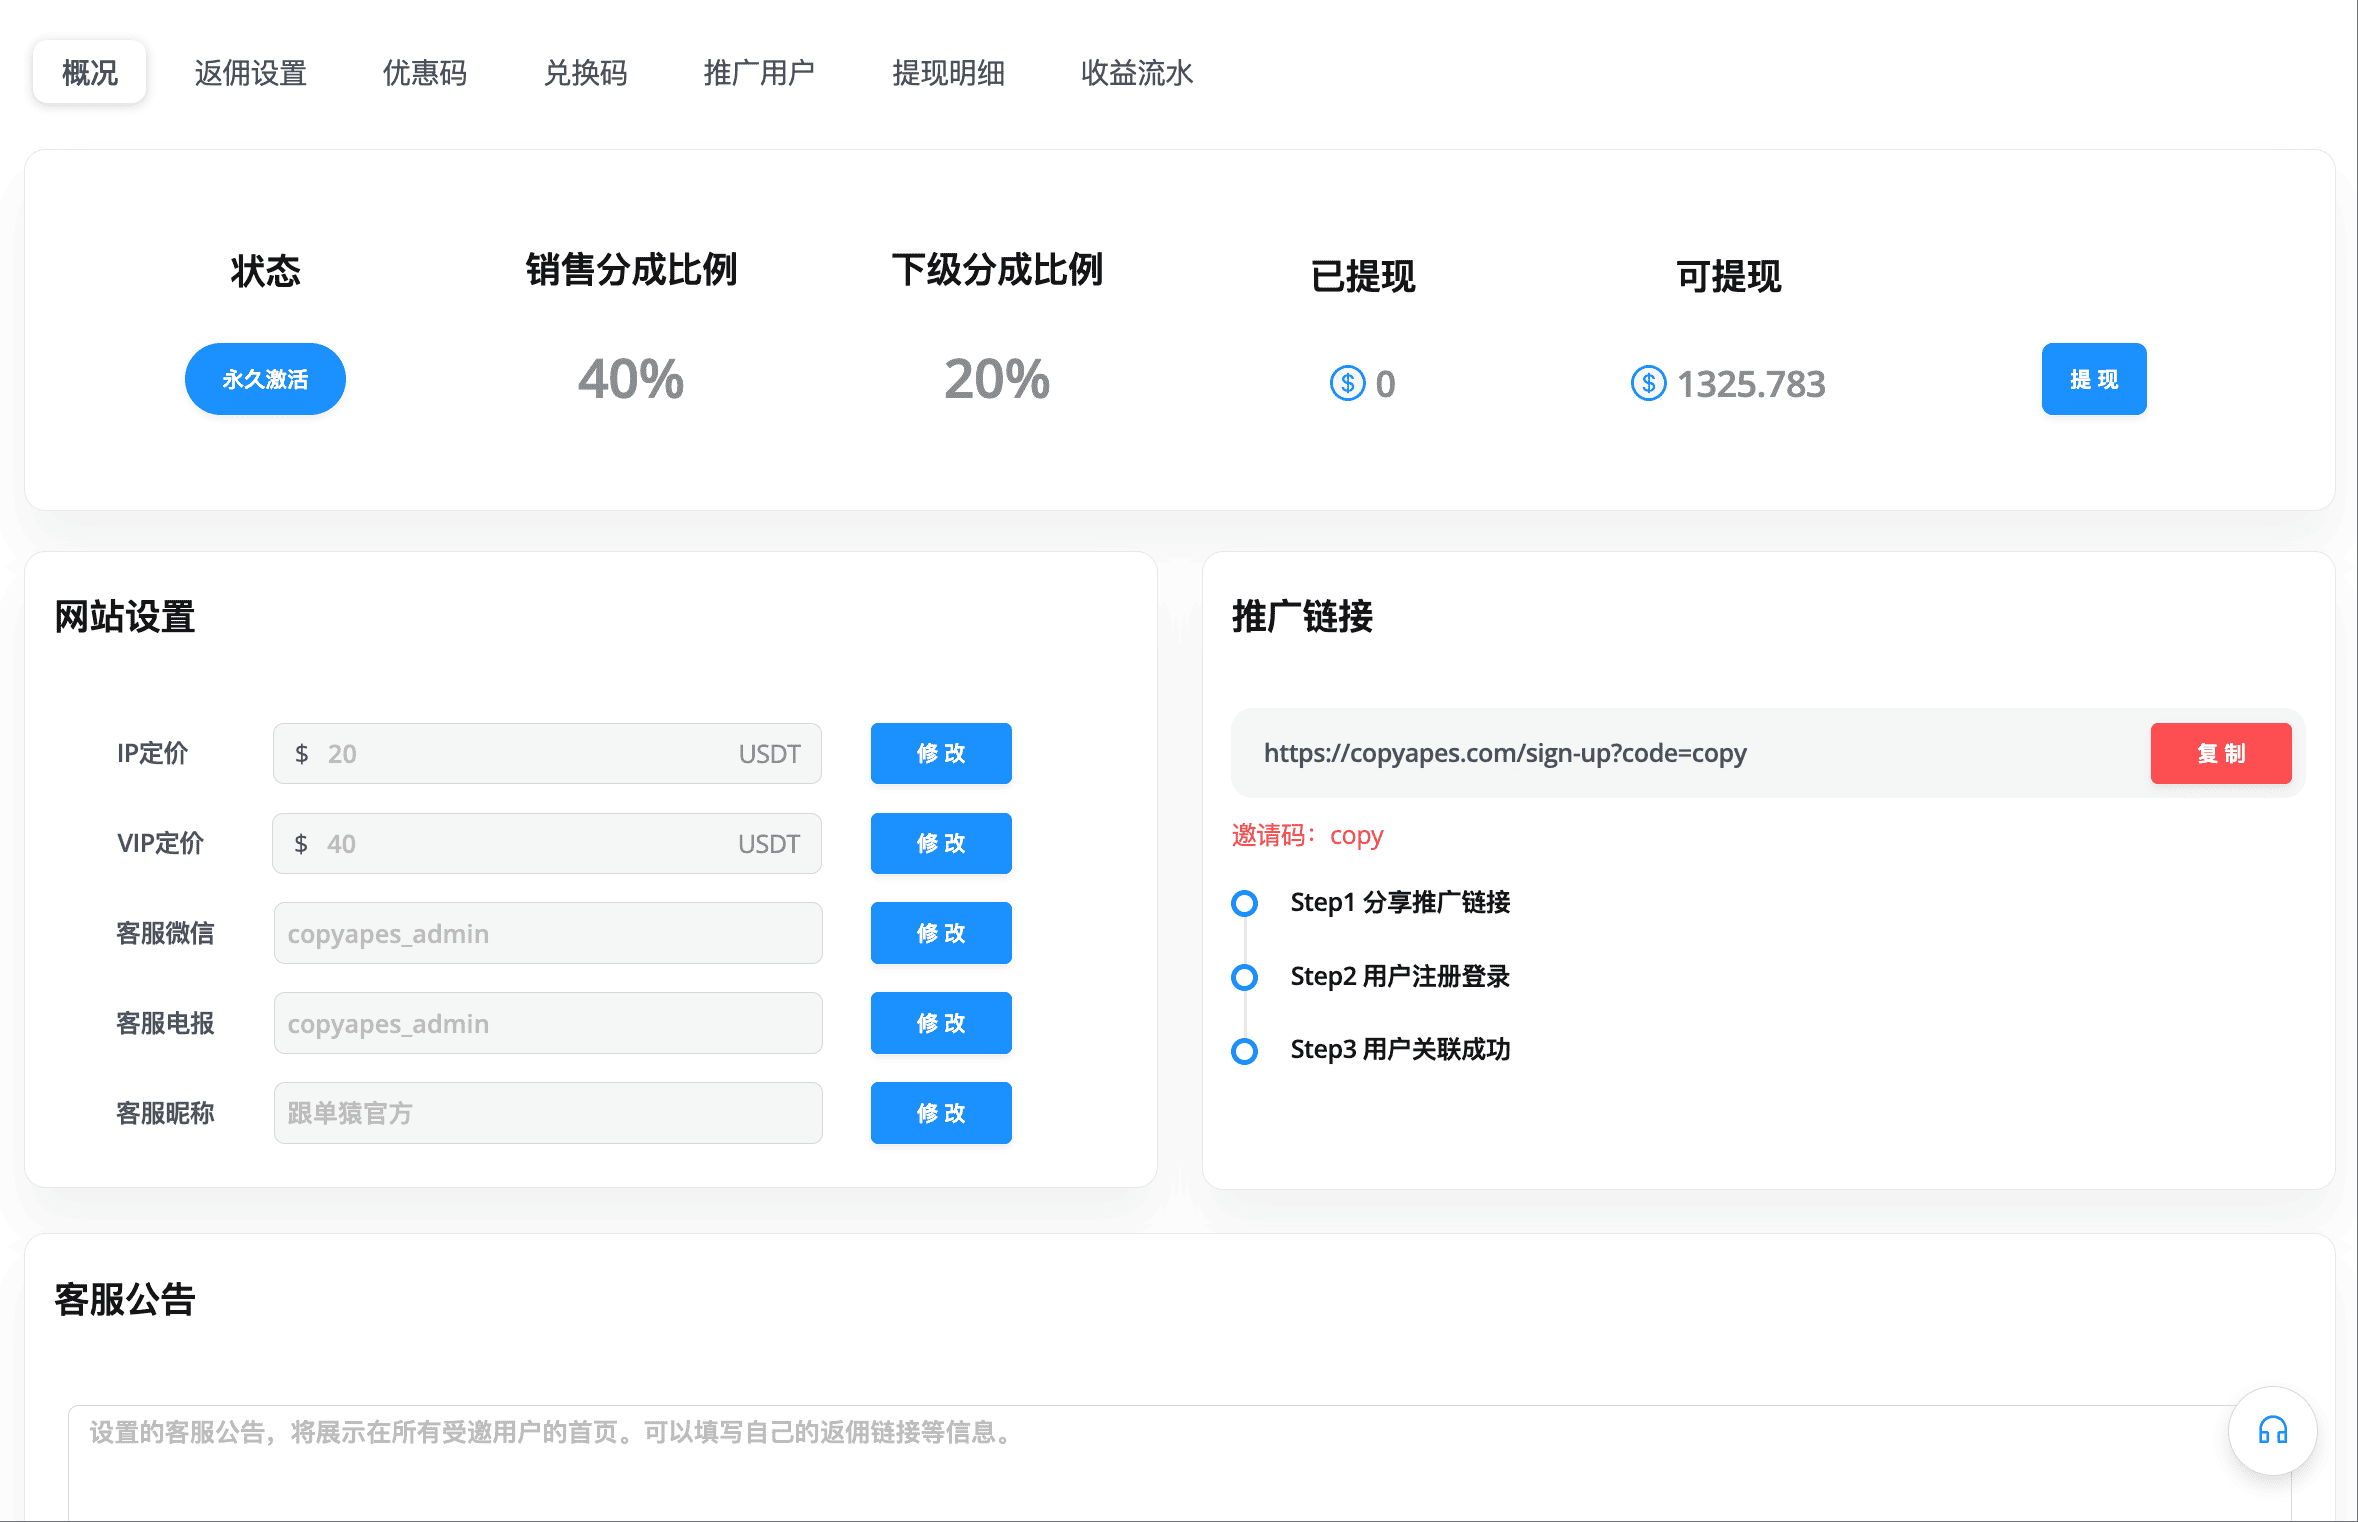 概况 返佣设置 优惠码 兑换码 推广用户 提现明细 收益流水
状态 销售分成比例 下级分成比例 已提现 可提现
永久激活 40% 20% $ 0 $ 1325.783 提 现
网站设置
IP定价 $ 20 USDT 修 改
VIP定价 $ 40 USDT 修 改
客服微信 copyapes_admin 修 改
客服电报 copyapes_admin 修 改
客服昵称 跟单猿官方 修 改
推广链接
https://copyapes.com/sign-up?code=copy 复 制
邀请码：copy
Step1 分享推广链接
Step2 用户注册登录
Step3 用户关联成功
客服公告
设置的客服公告，将展示在所有受邀用户的首页。可以填写自己的返佣链接等信息。